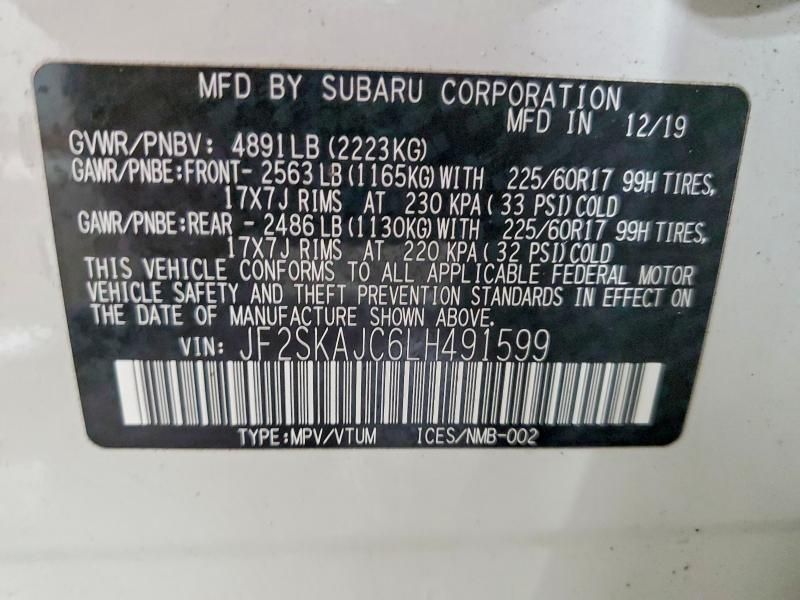 MFD BY SUBARU CORPORATION
MFD IN 12/19
GVWR/PNBV: 4891LB (2223KG)
GAWR/PNBE:FRONT- 2563LB (1165KG) WITH 225/60R17 99H TIRES,
17X7J RIMS AT 230 KPA ( 33 PSI) COLD
GAWR/PNBE:REAR - 2486LB (1130KG) WITH 225/60R17 99H TIRES,
17X7J RIMS AT 220 KPA ( 32 PSI) COLD
THIS VEHICLE CONFORMS TO ALL APPLICABLE FEDERAL MOTOR
VEHICLE SAFETY AND THEFT PREVENTION STANDARDS IN EFFECT ON
THE DATE OF MANUFACTURE SHOWN ABOVE.
VIN: JF2SKAJC6LH491599
TYPE:MPV/VTUM ICES/NMB-002